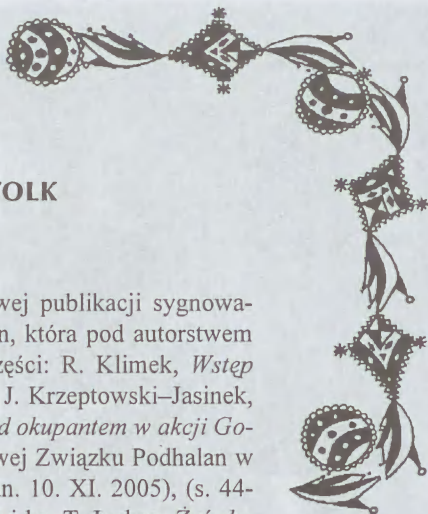 OLK
wej publikacji sygnowa-
n, która pod autorstwem
zęści: R. Klimek, Wstęp
J. Krzeptowski–Jasinek,
d okupantem w akcji Go-
wej Związku Podhalan w
n. 10. XI. 2005), (s. 44-